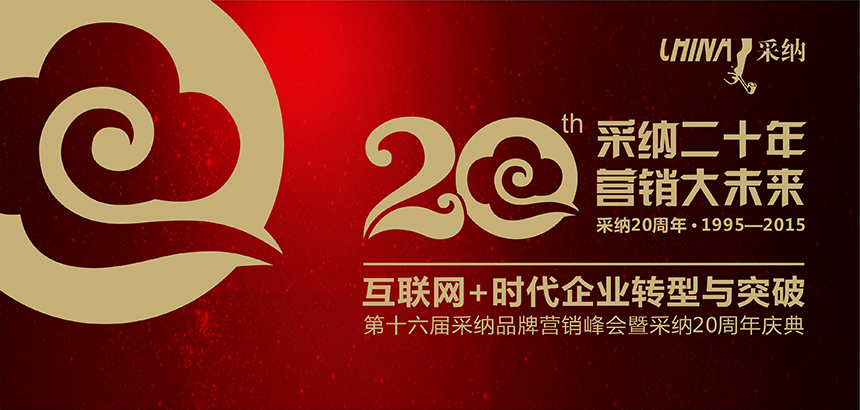 CHINA 采纳
20th
采纳二十年
营销大未来
采纳20周年·1995—2015
互联网+时代企业转型与突破
第十六届采纳品牌营销峰会暨采纳20周年庆典